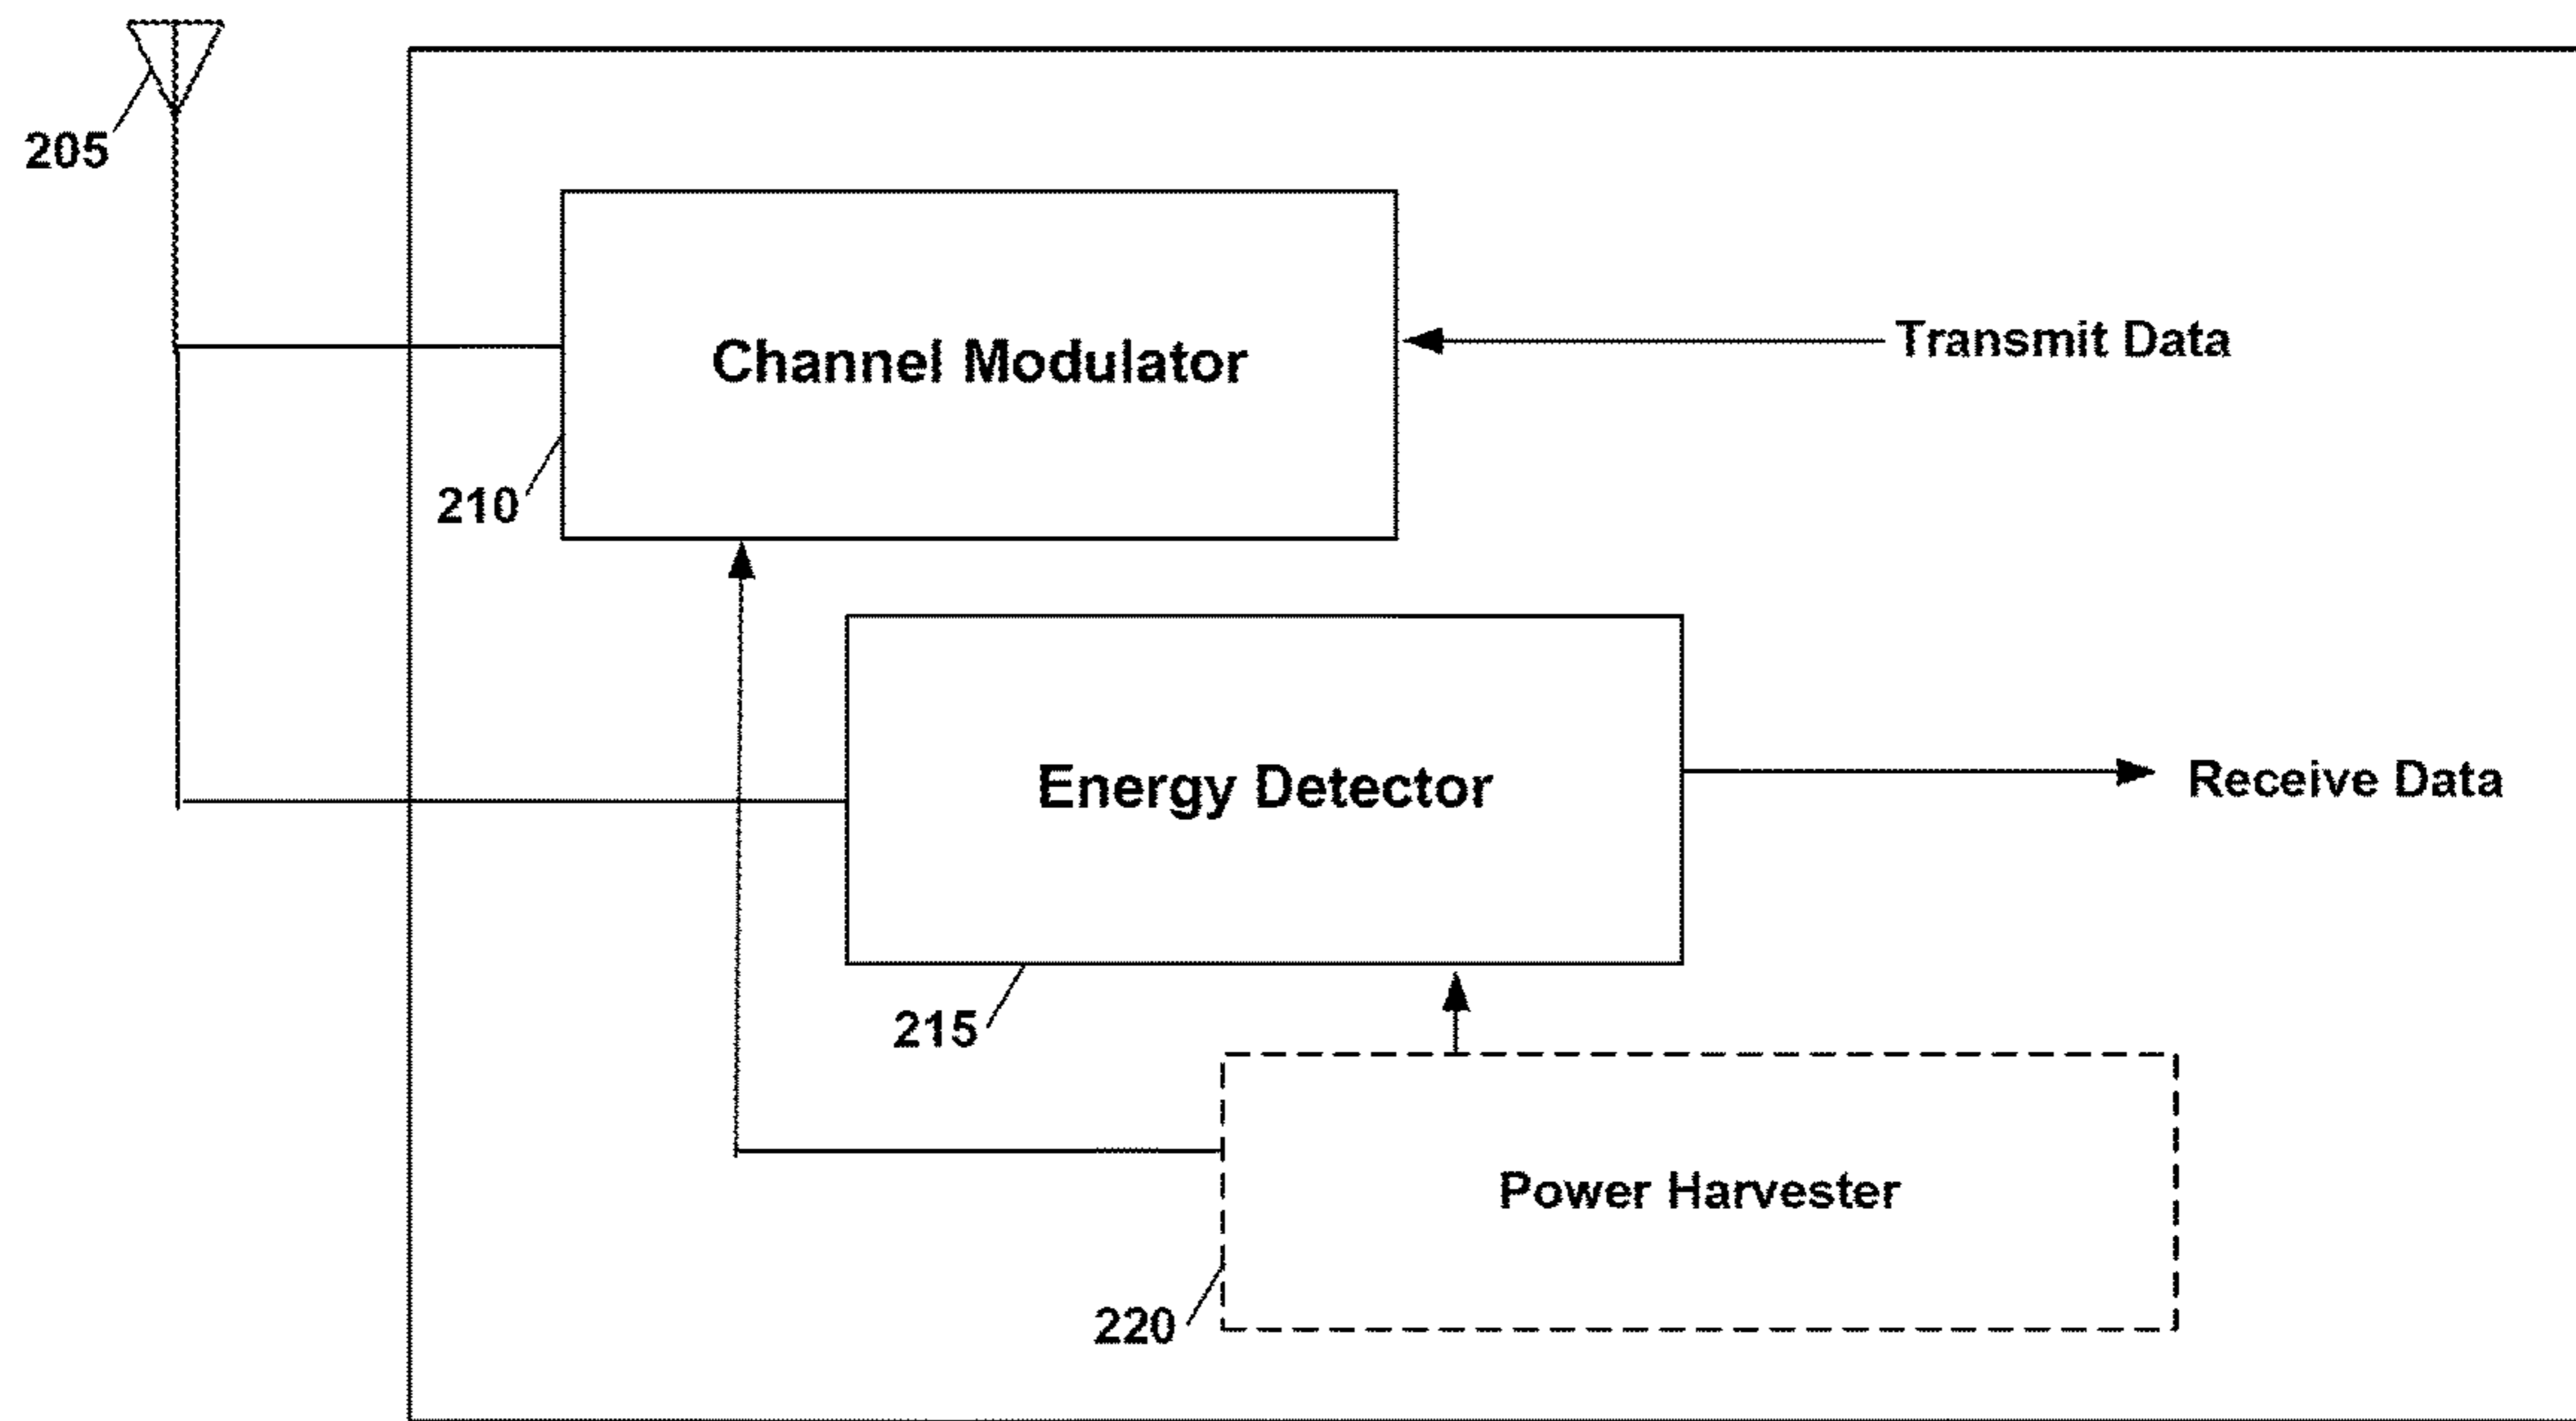 205
Channel Modulator
Transmit Data
210
Energy Detector
Receive Data
215
Power Harvester
220